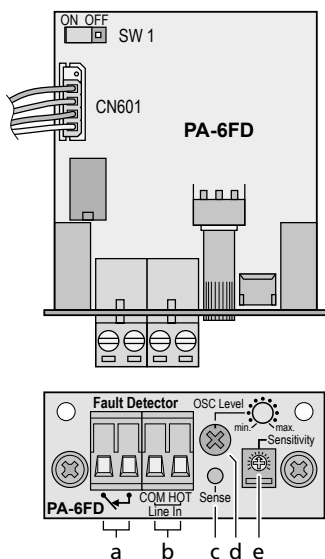 ON OFF
SW 1
CN601
PA-6FD
Fault Detector
OSC Level
min.
max.
Sensitivity
PA-6FD
COM HOT
Line In
Sense
a b c d e